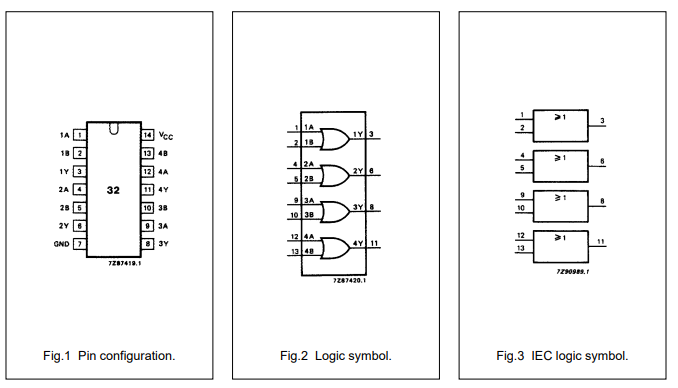 1A 1 14 VCC
1B 2 13 4B
1Y 3 12 4A
2A 4 32 11 4Y
2B 5 10 3B
2Y 6 9 3A
GND 7 8 3Y
7Z87419.1
Fig.1 Pin configuration.
1 1A
2 1B
1Y 3
4 2A
5 2B
2Y 6
9 3A
10 3B
3Y 8
12 4A
13 4B
4Y 11
7Z87420.1
Fig.2 Logic symbol.
1
2
≥1
3
4
5
≥1
6
9
10
≥1
8
12
13
≥1
11
7Z90989.1
Fig.3 IEC logic symbol.